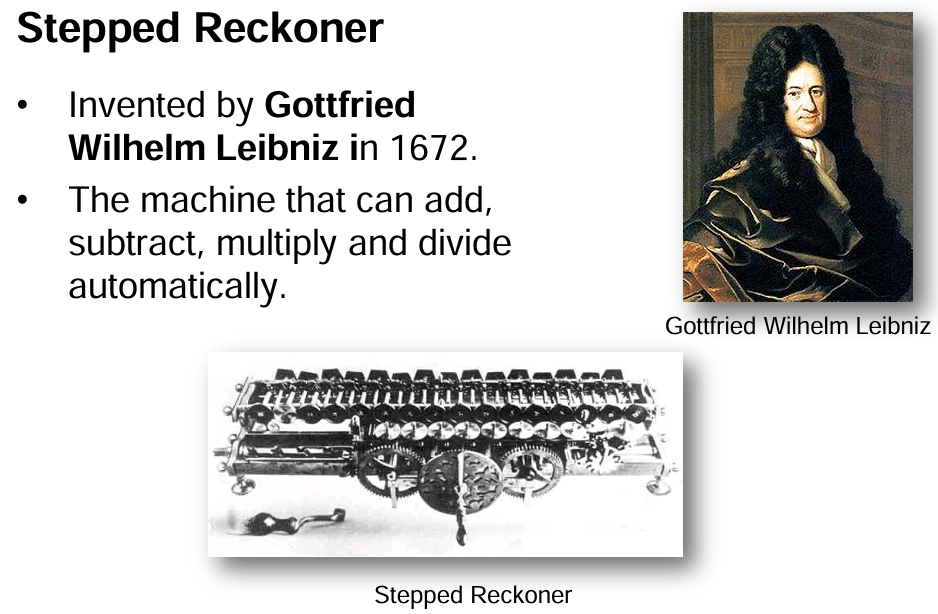 Stepped Reckoner
• Invented by Gottfried
Wilhelm Leibniz in 1672.
• The machine that can add,
subtract, multiply and divide
automatically.
Gottfried Wilhelm Leibniz
Stepped Reckoner